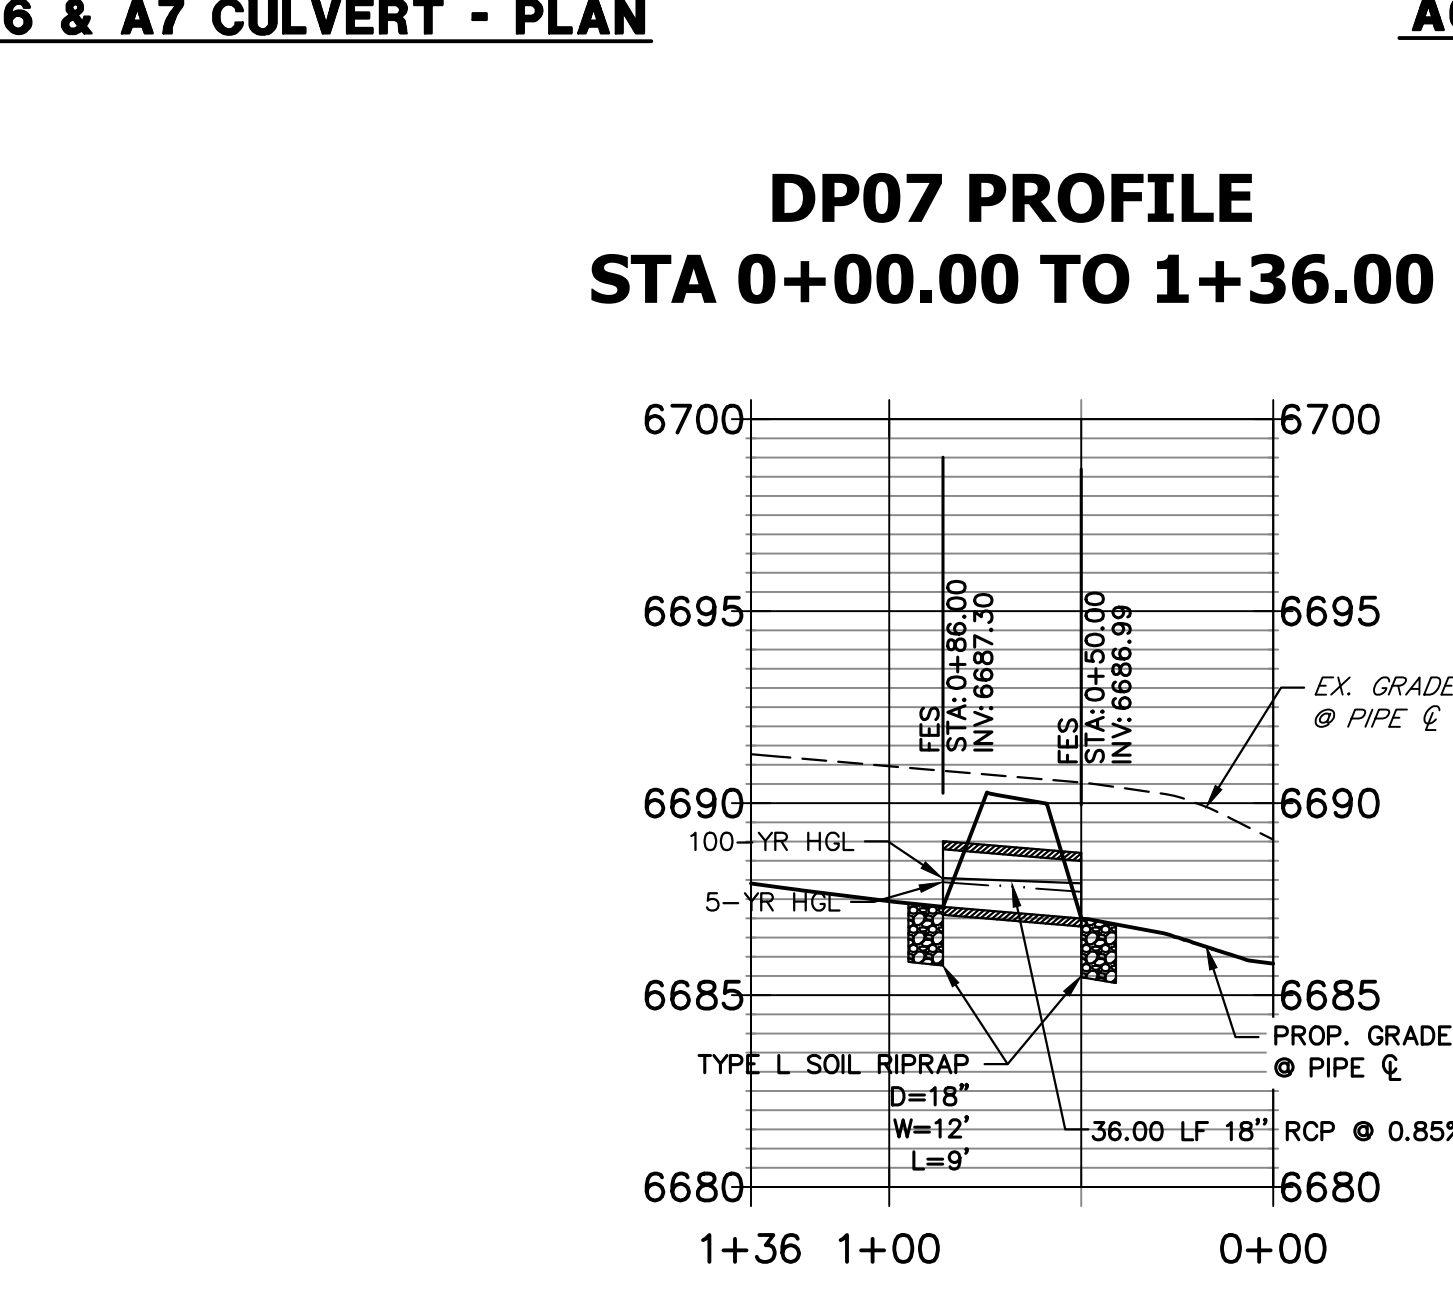 6 & A7 CULVERT - PLAN
DP07 PROFILE
STA 0+00.00 TO 1+36.00
6700
6700
6695
6695
FES
STA: 0+86.00
INV: 6687.30
FES
STA: 0+50.00
INV: 6686.99
EX. GRADE
@ PIPE ℄
6690
6690
100-YR HGL
5-YR HGL
6685
6685
PROP. GRADE
@ PIPE ℄
TYPE L SOIL RIPRAP
D=18"
W=12'
L=9'
36.00 LF 18" RCP @ 0.85%
6680
6680
1+36 1+00 0+00